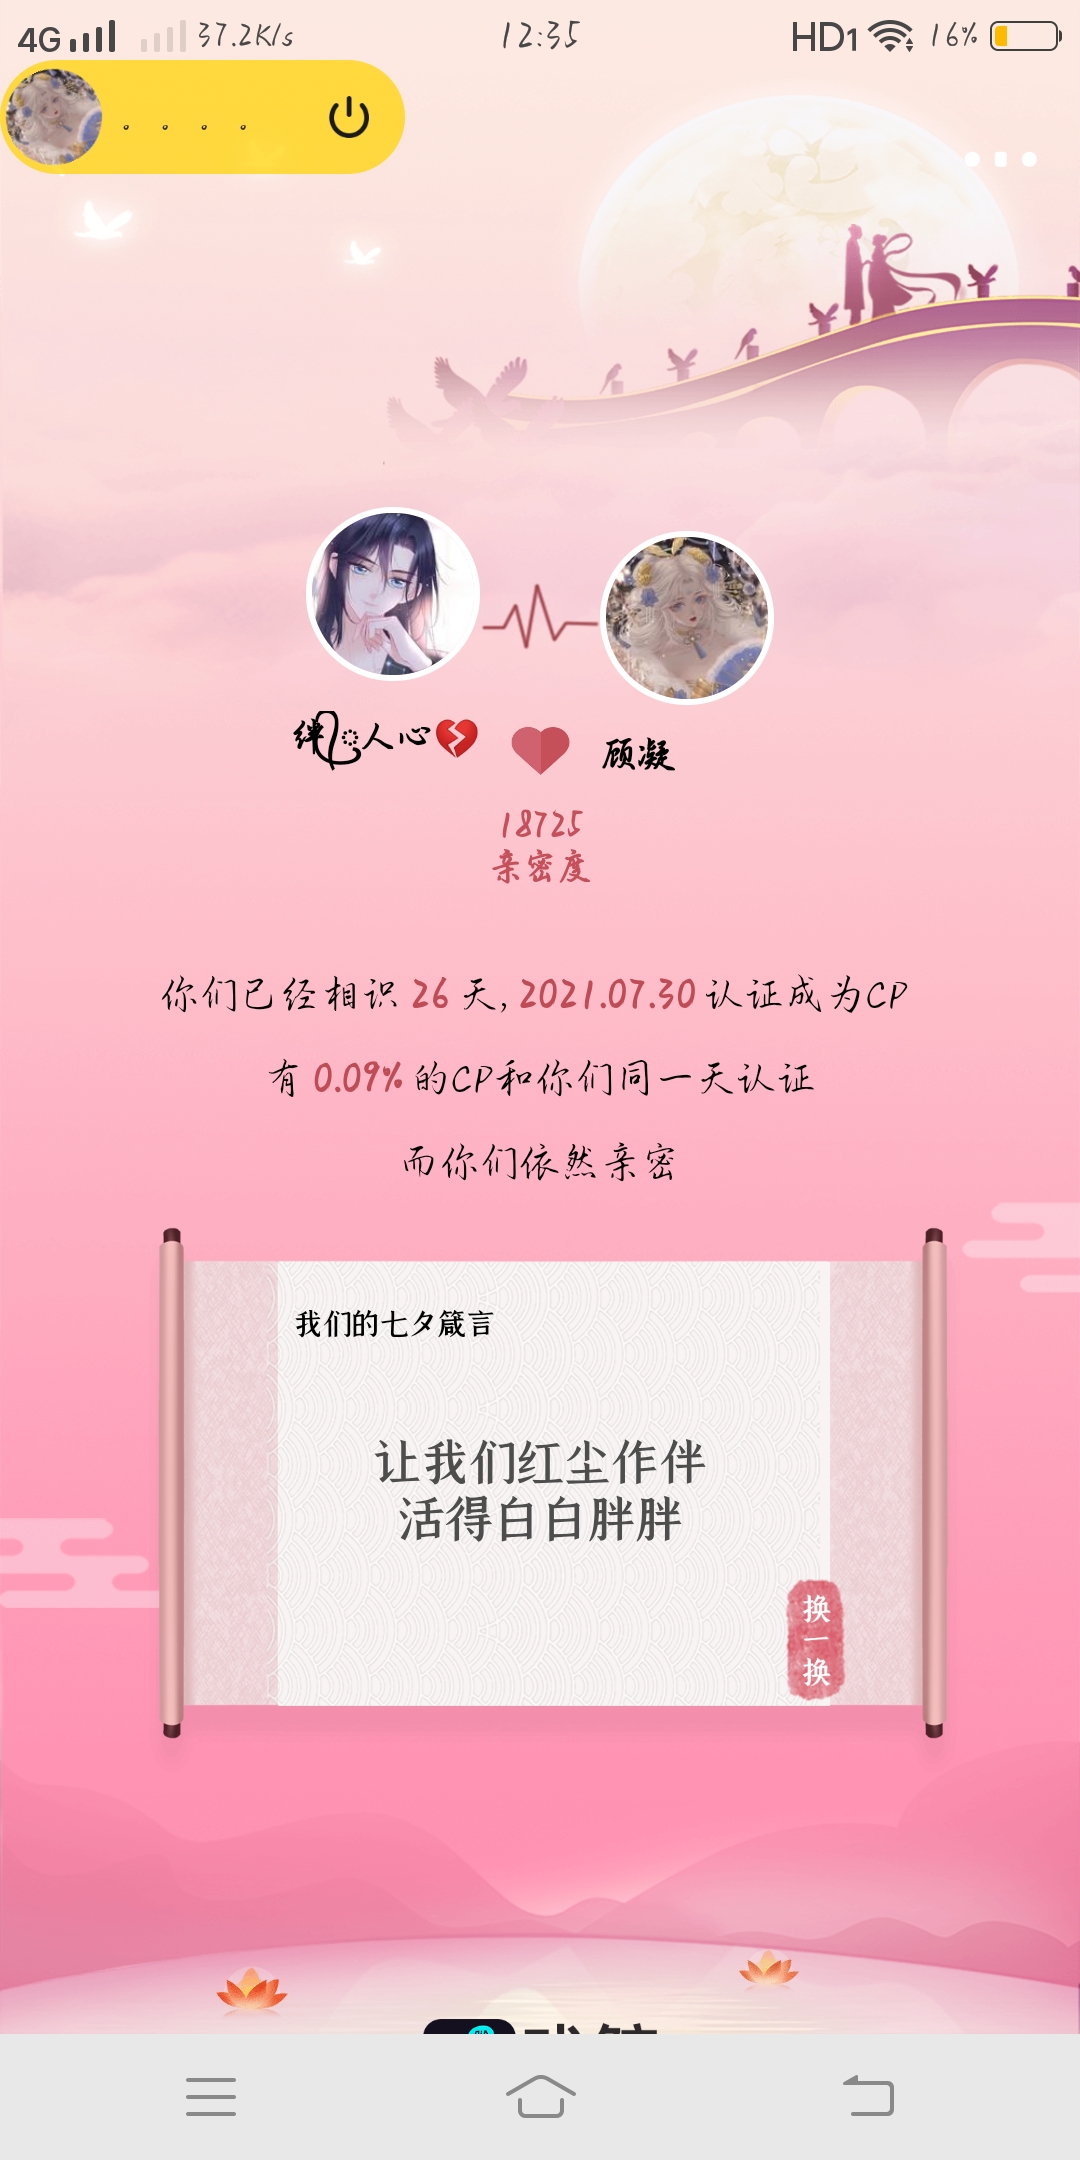 4G 37.2K/s 12:35 HD1 16%
。。。。
绊人心💔 顾凝
18725
亲密度
你们已经相识 26 天, 2021.07.30 认证成为CP
有 0.09% 的CP和你们同一天认证
而你们依然亲密
我们的七夕箴言
让我们红尘作伴
活得白白胖胖
换一换